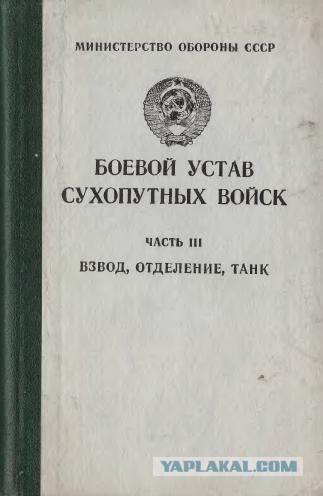 МИНИСТЕРСТВО ОБОРОНЫ СССР
БОЕВОЙ УСТАВ
СУХОПУТНЫХ ВОЙСК
ЧАСТЬ III
ВЗВОД, ОТДЕЛЕНИЕ, ТАНК
YAPLAKAL.COM